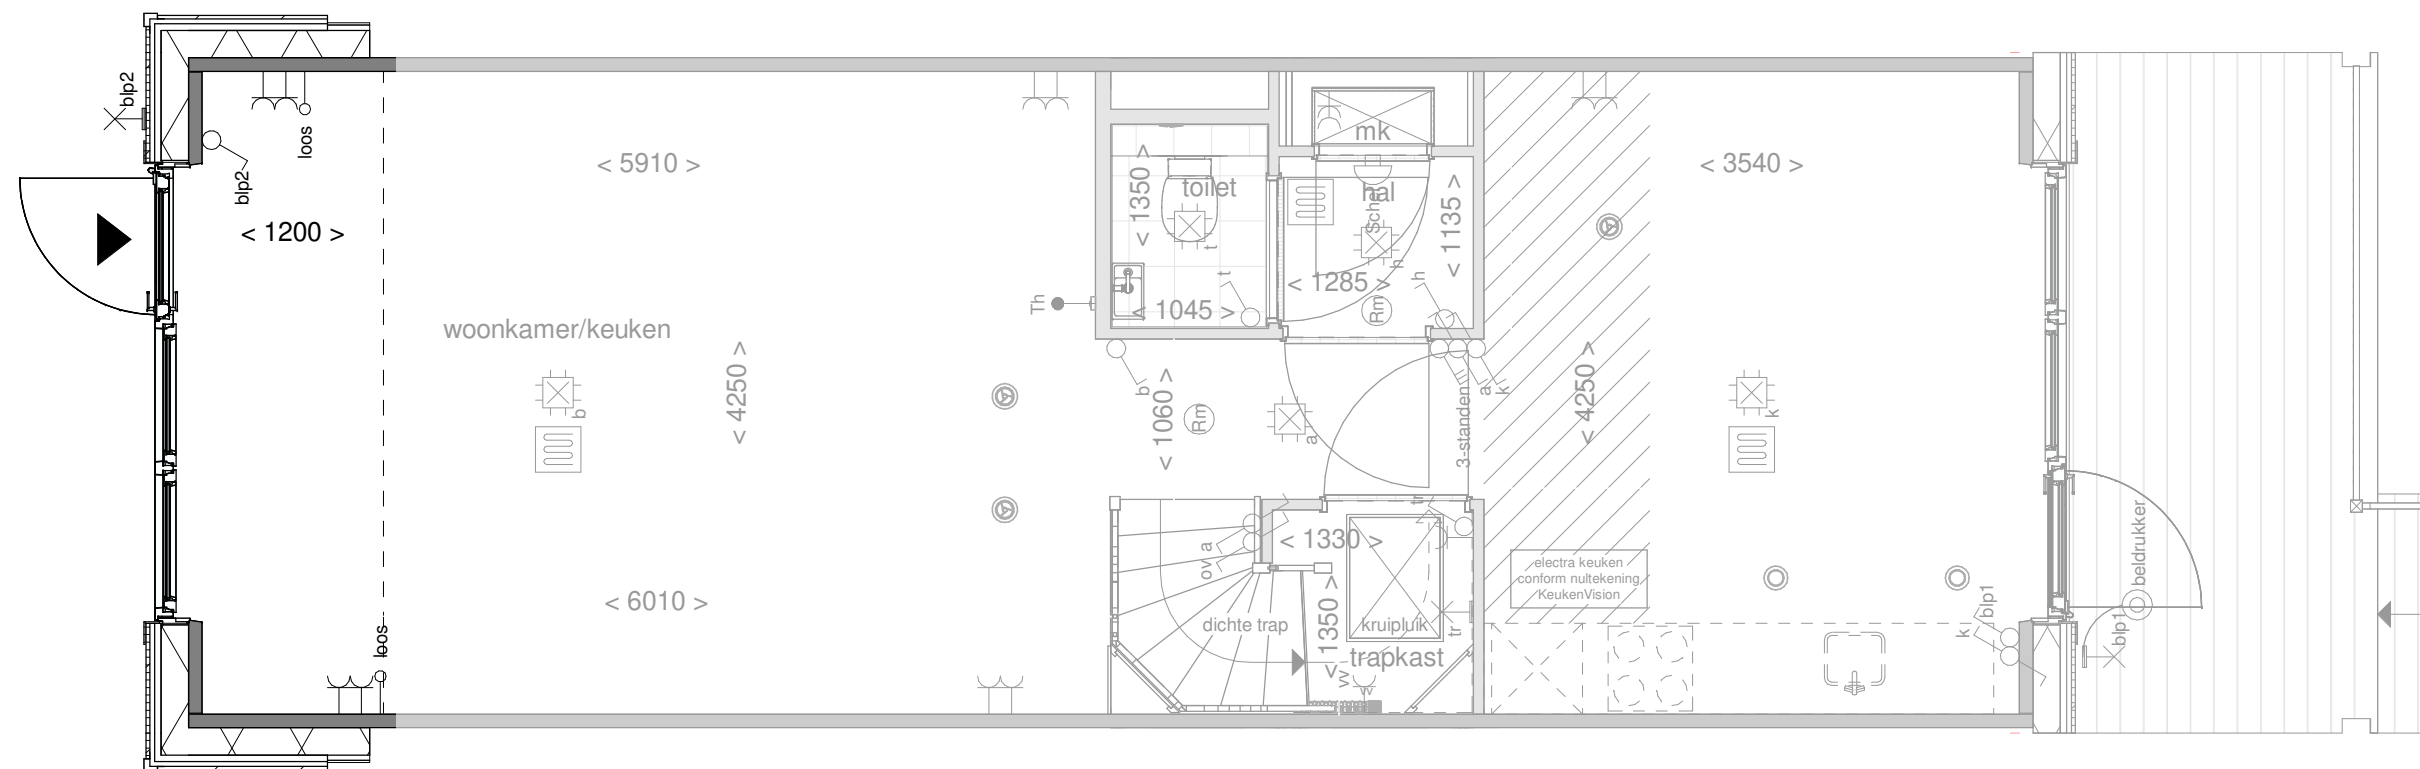 blp2
loos
blp2
< 1200 >
< 5910 >
woonkamer/keuken
b
< 4250 >
< 6010 >
loos
Th
< 1350 >
toilet
t
t
< 1045 >
mk
hal
h
< 1135 >
< 1285 >
h
Rm
b
< 1060 >
Rm
a
3-standen
a
k
ov a
dichte trap
< 1330 >
tr
< 1350 >
kruipluik
tr
trapkast
vv
< 3540 >
< 4250 >
k
electra keuken
conform nultekening
KeukenVision
k
blp1
beldrukker
blp1